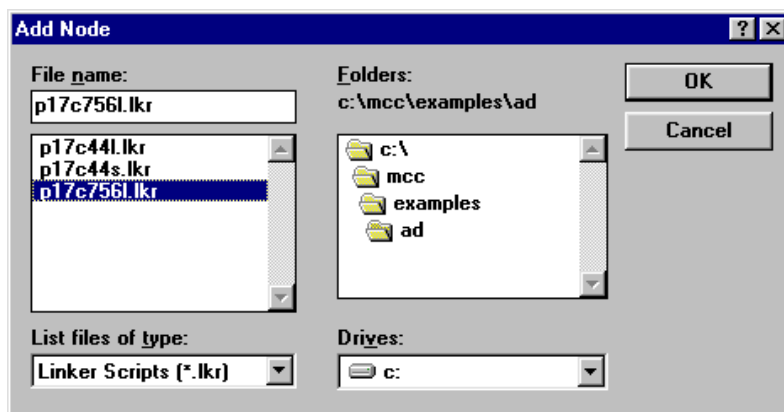 Add Node
File name:
p17c756l.lkr
p17c44l.lkr
p17c44s.lkr
p17c756l.lkr
List files of type:
Linker Scripts (*.lkr)
Folders:
c:\mcc\examples\ad
c:\
mcc
examples
ad
Drives:
c:
OK
Cancel